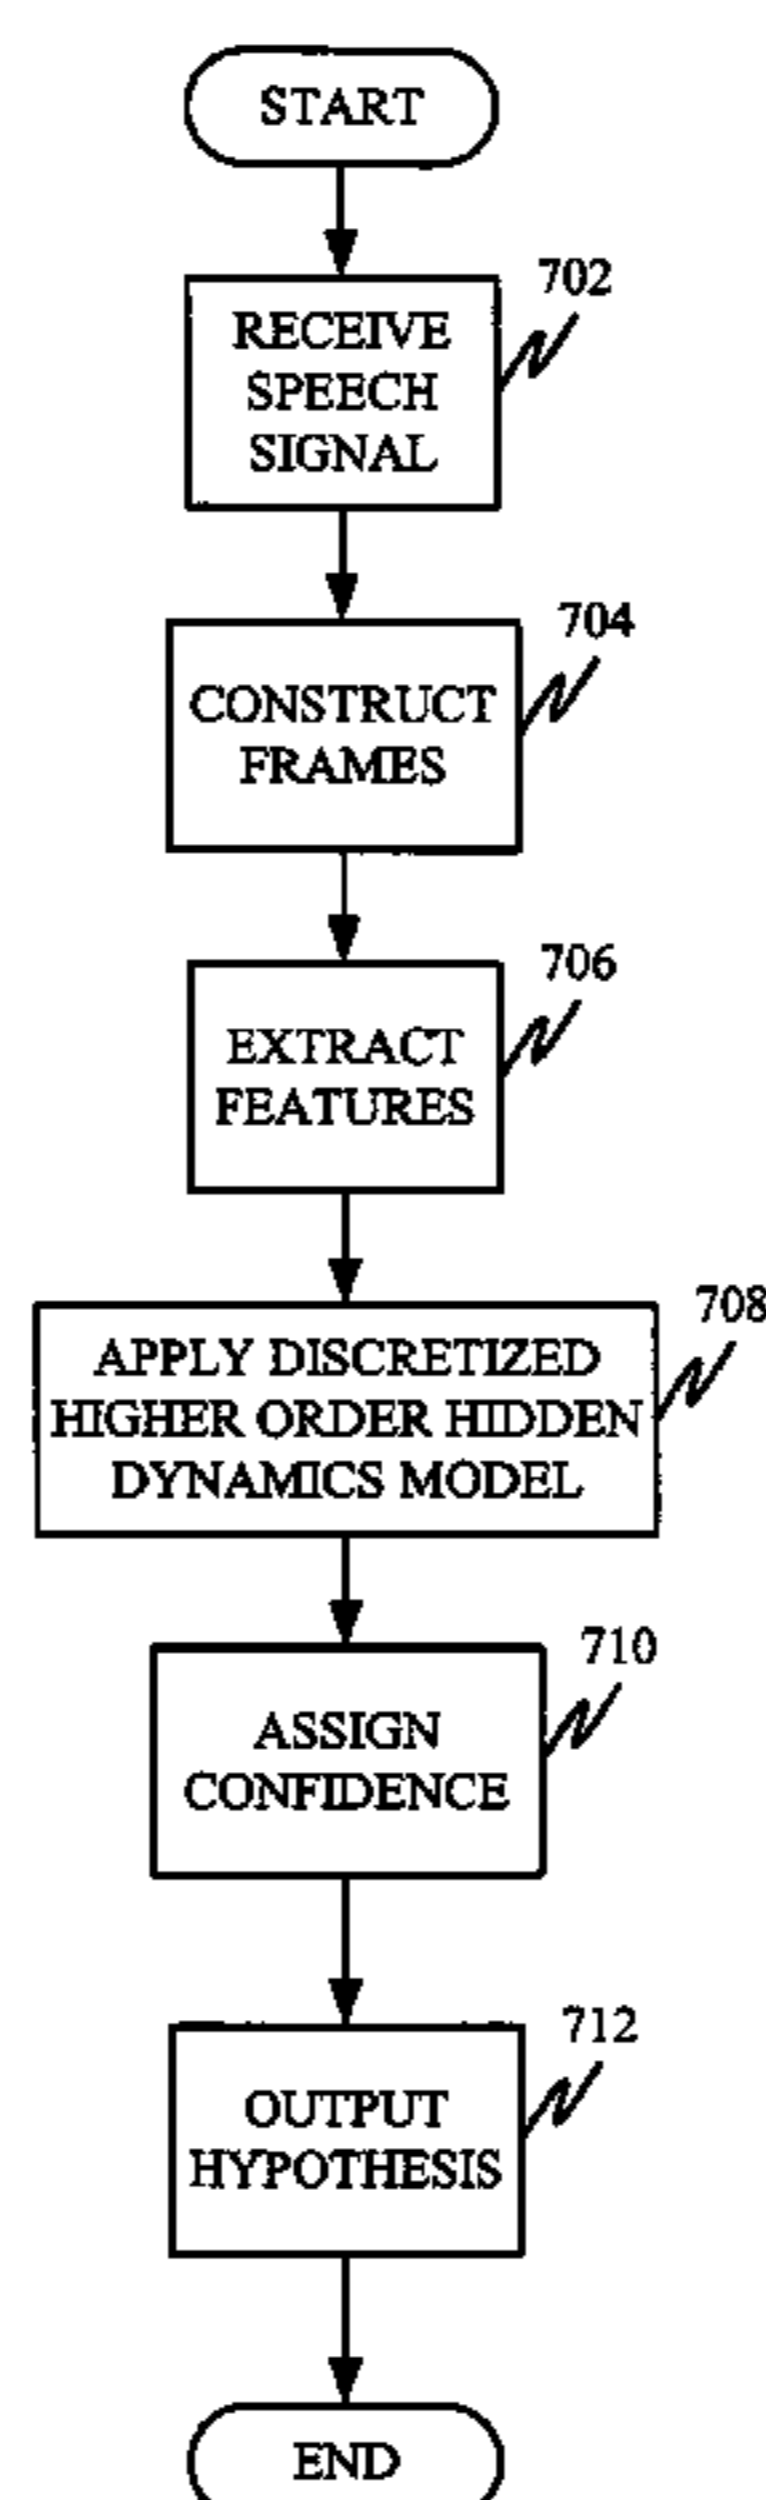 START
702
RECEIVE
SPEECH
SIGNAL
704
CONSTRUCT
FRAMES
706
EXTRACT
FEATURES
708
APPLY DISCRETIZED
HIGHER ORDER HIDDEN
DYNAMICS MODEL
710
ASSIGN
CONFIDENCE
712
OUTPUT
HYPOTHESIS
END